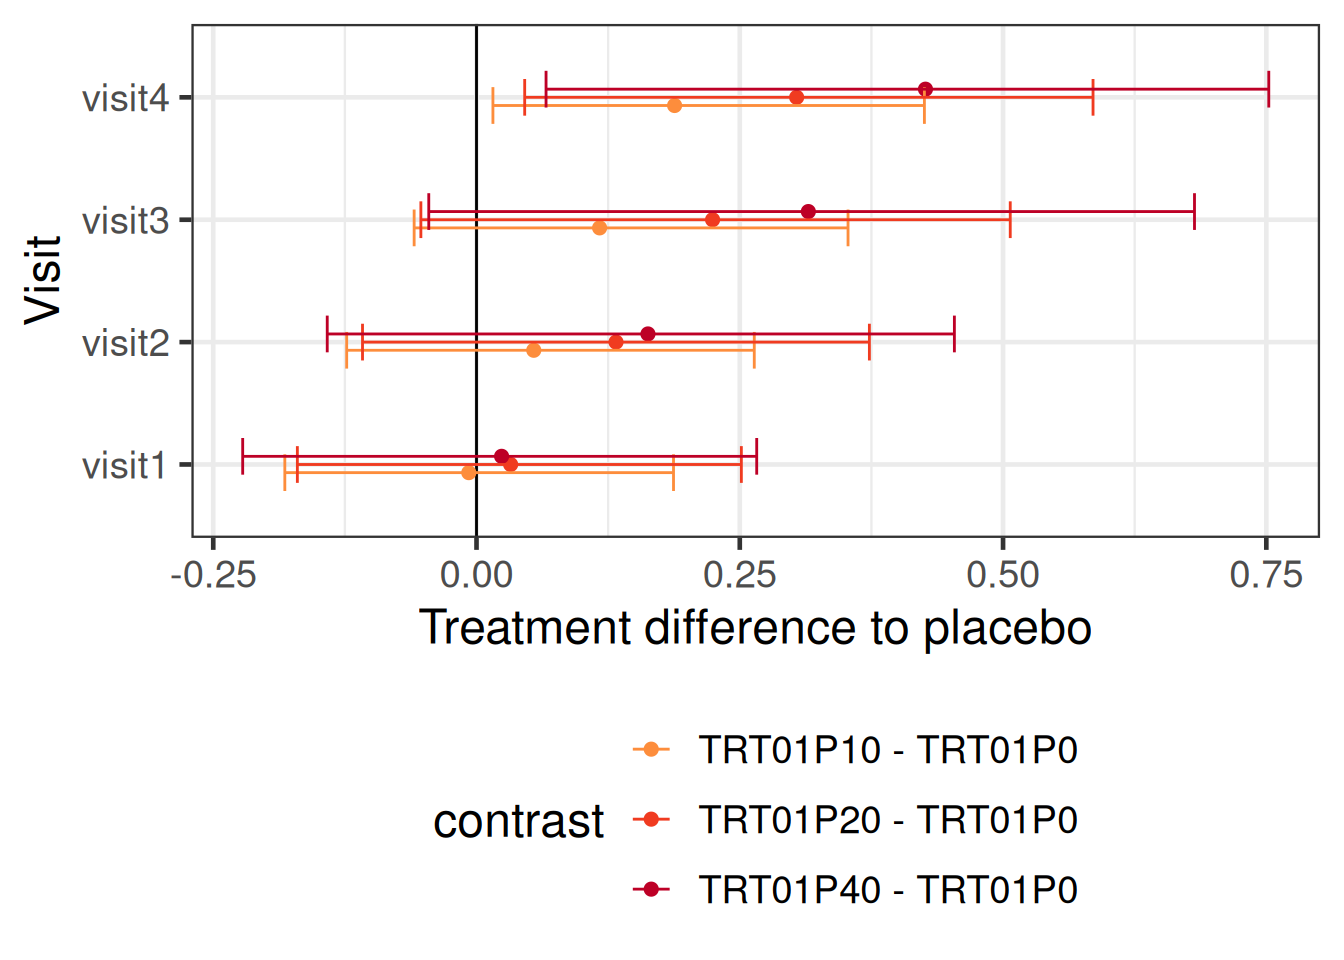 visit4
visit3
visit2
visit1
Visit
-0.25 0.00 0.25 0.50 0.75
Treatment difference to placebo
contrast
TRT01P10 - TRT01P0
TRT01P20 - TRT01P0
TRT01P40 - TRT01P0